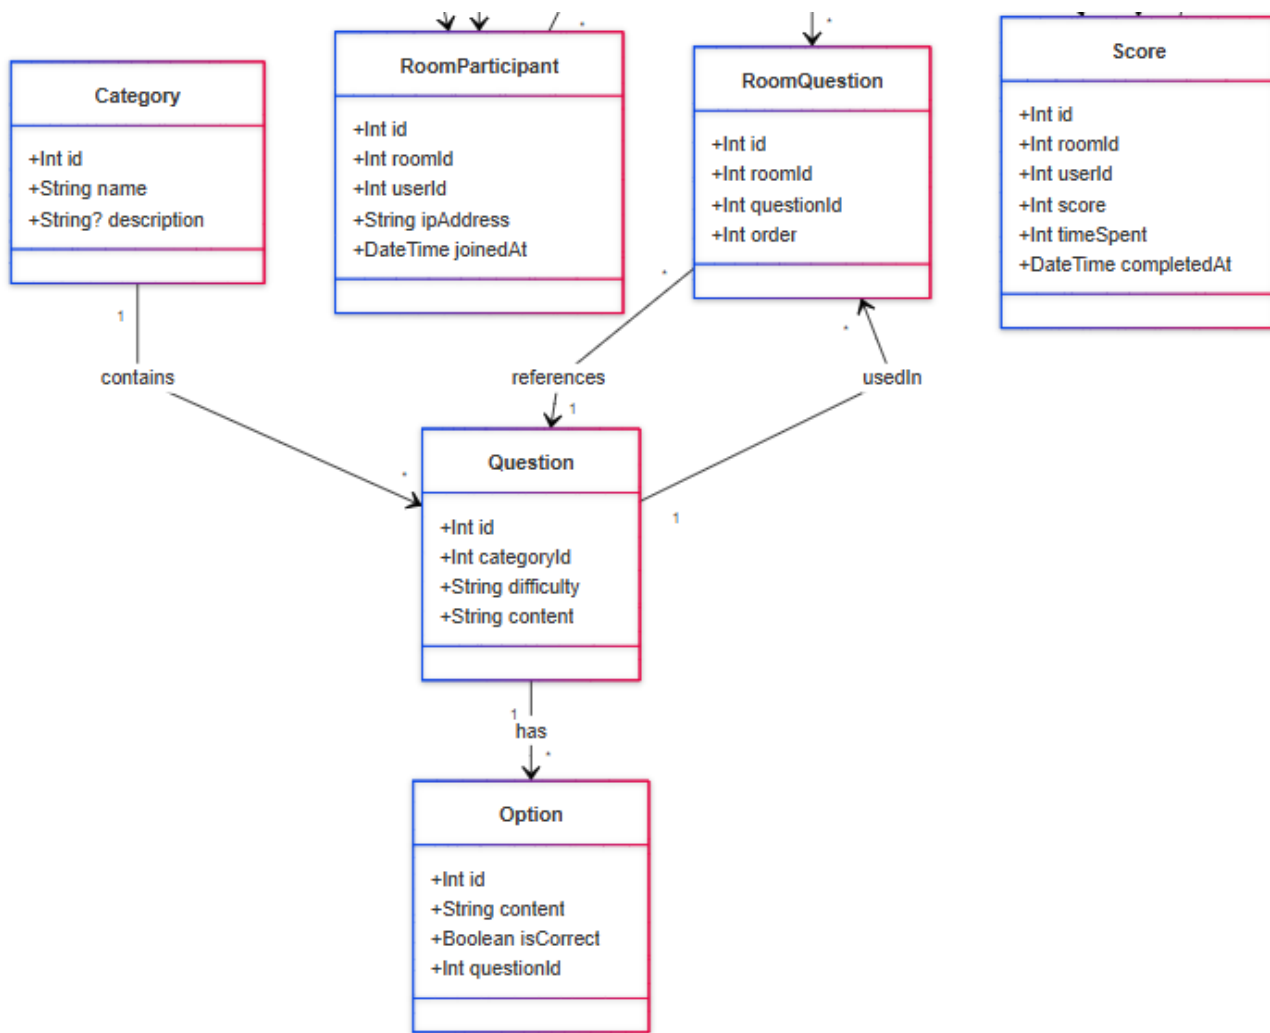 *
*
Category
+Int id
+String name
+String? description
RoomParticipant
+Int id
+Int roomId
+Int userId
+String ipAddress
+DateTime joinedAt
RoomQuestion
+Int id
+Int roomId
+Int questionId
+Int order
Score
+Int id
+Int roomId
+Int userId
+Int score
+Int timeSpent
+DateTime completedAt
1
contains
*
*
references
1
*
usedIn
1
Question
+Int id
+Int categoryId
+String difficulty
+String content
1
has
*
Option
+Int id
+String content
+Boolean isCorrect
+Int questionId